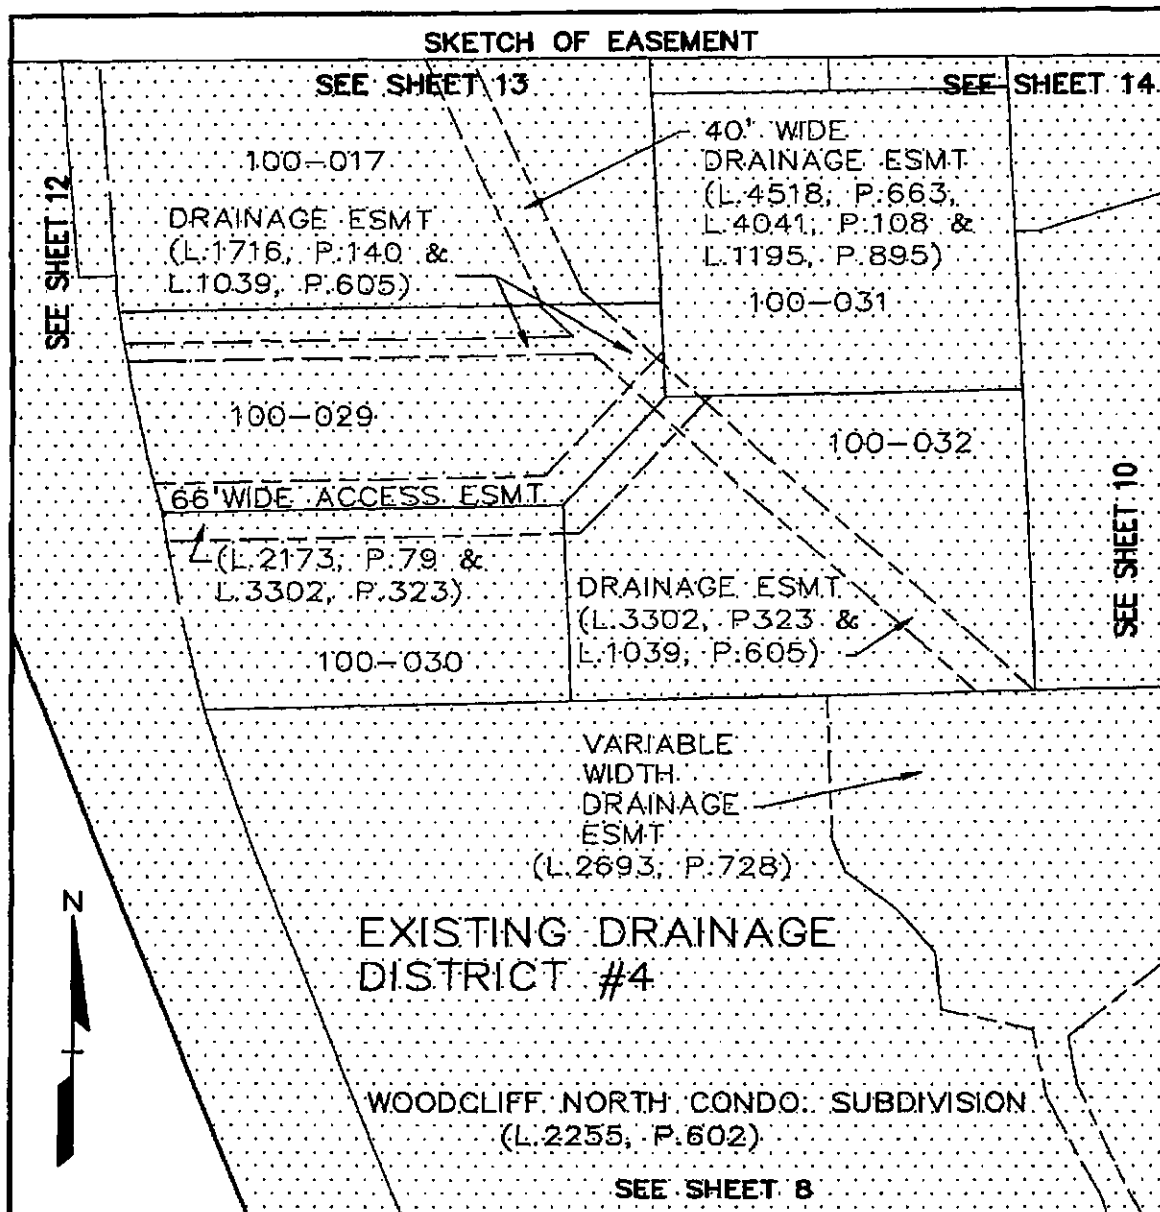 SKETCH OF EASEMENT
SEE SHEET 13
SEE SHEET 14
100-017
40' WIDE
DRAINAGE ESMT
(L.4518, P.663,
L.4041, P.108 &
L.1195, P.895)
SEE SHEET 12
DRAINAGE ESMT
(L.1716, P.140 &
L.1039, P.605)
100-031
100-029
100-032
66' WIDE ACCESS ESMT
(L.2173, P.79 &
L.3302, P.323)
SEE SHEET 10
DRAINAGE ESMT
(L.3302, P323 &
L.1039, P.605)
100-030
VARIABLE
WIDTH
DRAINAGE
ESMT
(L.2693, P.728)
N
EXISTING DRAINAGE
DISTRICT #4
WOODCLIFF NORTH CONDO. SUBDIVISION
(L.2255, P.602)
SEE SHEET 8